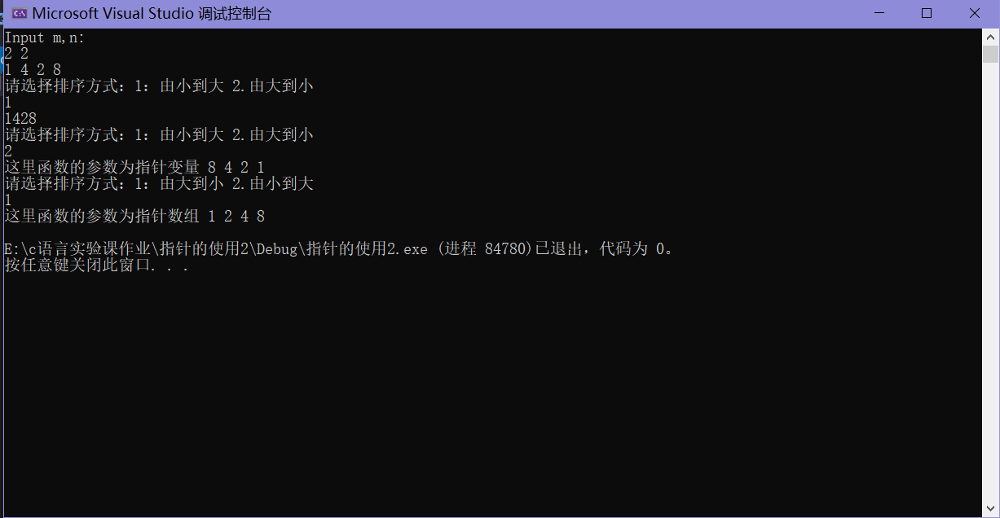 Microsoft Visual Studio 调试控制台
Input m,n:
2 2
1 4 2 8
请选择排序方式：1：由小到大 2.由大到小
1
1428
请选择排序方式：1：由小到大 2.由大到小
2
这里函数的参数为指针变量 8 4 2 1
请选择排序方式：1：由大到小 2.由小到大
1
这里函数的参数为指针数组 1 2 4 8
E:\c语言实验课作业\指针的使用2\Debug\指针的使用2.exe (进程 84780)已退出，代码为 0。
按任意键关闭此窗口. . .